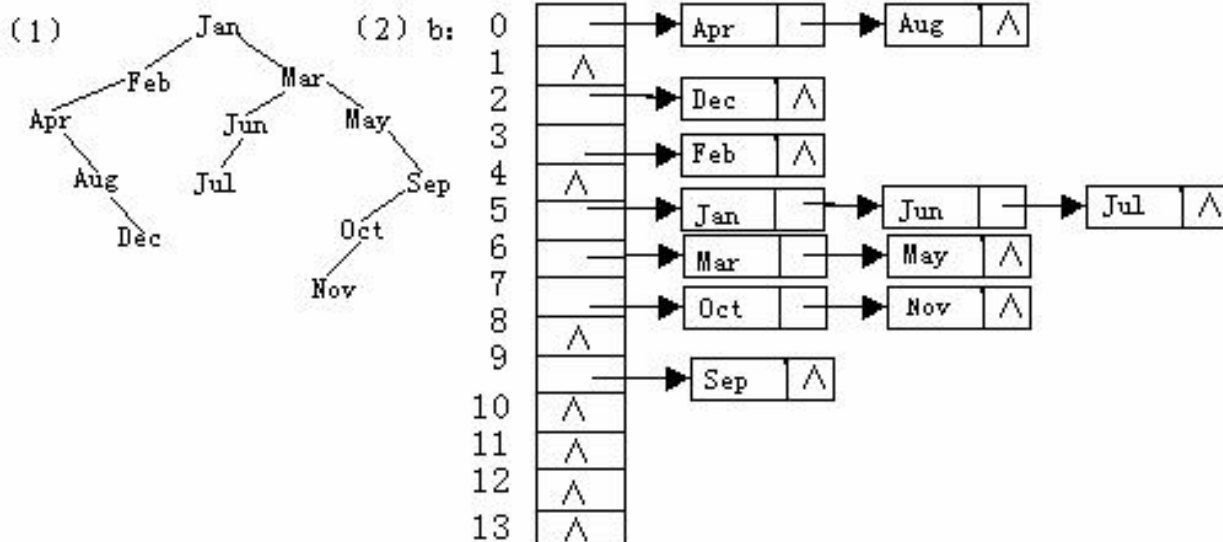 (1)
Jan
Feb
Mar
Apr
Jun
May
Aug
Jul
Sep
Dec
Oct
Nov
(2) b:
0 Apr Aug ∧
1 ∧
2 Dec ∧
3 Feb ∧
4 ∧
5 Jan Jun Jul ∧
6 Mar May ∧
7 Oct Nov ∧
8 ∧
9 Sep ∧
10 ∧
11 ∧
12 ∧
13 ∧